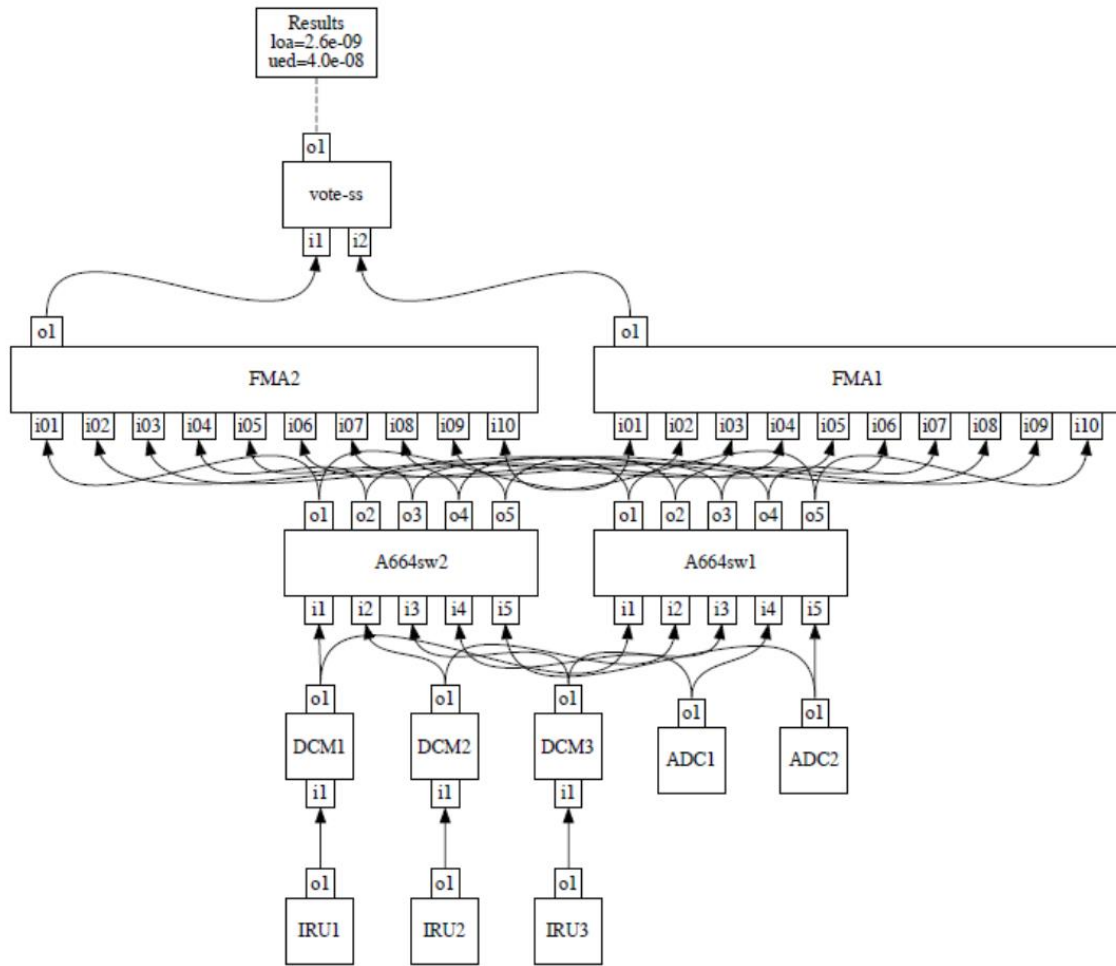 Results
loa=2.6e-09
ued=4.0e-08
o1
vote-ss
i1 i2
o1 o1
FMA2 FMA1
i01 i02 i03 i04 i05 i06 i07 i08 i09 i10 i01 i02 i03 i04 i05 i06 i07 i08 i09 i10
o1 o2 o3 o4 o5 o1 o2 o3 o4 o5
A664sw2 A664sw1
i1 i2 i3 i4 i5 i1 i2 i3 i4 i5
o1 o1 o1 o1 o1
DCM1 DCM2 DCM3 ADC1 ADC2
i1 i1 i1
o1 o1 o1
IRU1 IRU2 IRU3